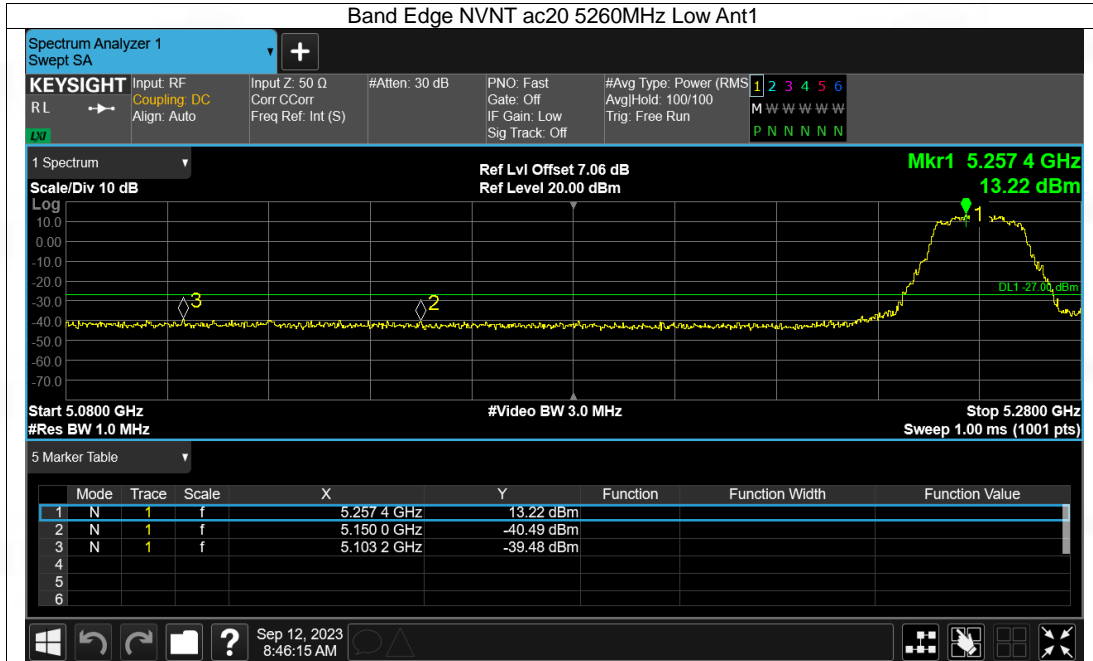 Band Edge NVNT ac20 5260MHz Low Ant1
Spectrum Analyzer 1
Swept SA
+
KEYSIGHT
R L
LXI
Input: RF
Coupling: DC
Align: Auto
Input Z: 50 Ω
Corr CCorr
Freq Ref: Int (S)
#Atten: 30 dB
PNO: Fast
Gate: Off
IF Gain: Low
Sig Track: Off
#Avg Type: Power (RMS
Avg|Hold: 100/100
Trig: Free Run
1 2 3 4 5 6
M W W W W W
P N N N N N
1 Spectrum
Scale/Div 10 dB
Ref Lvl Offset 7.06 dB
Ref Level 20.00 dBm
Mkr1 5.257 4 GHz
13.22 dBm
Log
10.0
0.00
-10.0
-20.0
-30.0
-40.0
-50.0
-60.0
-70.0
3
2
1
DL1 -27.00 dBm
Start 5.0800 GHz
#Res BW 1.0 MHz
#Video BW 3.0 MHz
Stop 5.2800 GHz
Sweep 1.00 ms (1001 pts)
5 Marker Table
Mode Trace Scale X Y Function Function Width Function Value
1 N 1 f 5.257 4 GHz 13.22 dBm
2 N 1 f 5.150 0 GHz -40.49 dBm
3 N 1 f 5.103 2 GHz -39.48 dBm
4
5
6
?
Sep 12, 2023
8:46:15 AM